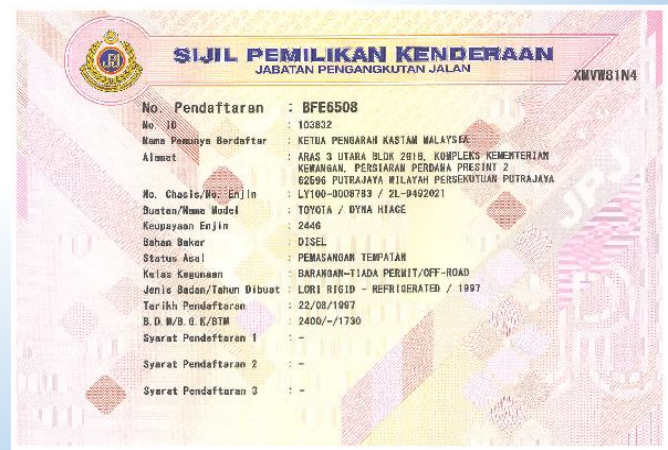 SIJIL PEMILIKAN KENDERAAN
JABATAN PENGANGKUTAN JALAN
XMVW81N4
No. Pendaftaran : BFE6508
No. ID : 103832
Nama Pemunya Berdaftar : KETUA PENGARAH KASTAM MALAYSIA
Alamat : ARAS 3 UTARA BLOK 2G1B, KOMPLEKS KEMENTERIAN
KEWANGAN, PERSIARAN PERDANA PRESINT 2
62596 PUTRAJAYA WILAYAH PERSEKUTUAN PUTRAJAYA
No. Chasis/No. Enjin : LY100-0008783 / 2L-9492021
Buatan/Nama Model : TOYOTA / DYNA HIACE
Keupayaan Enjin : 2446
Bahan Bakar : DISEL
Status Asal : PEMASANGAN TEMPATAN
Kelas Kegunaan : BARANGAN-TIADA PERMIT/OFF-ROAD
Jenis Badan/Tahun Dibuat : LORI RIGID - REFRIGERATED / 1997
Tarikh Pendaftaran : 22/08/1997
B.D.M/B.G.K/BTM : 2400/-/1730
Syarat Pendaftaran 1 : -
Syarat Pendaftaran 2 : -
Syarat Pendaftaran 3 : -